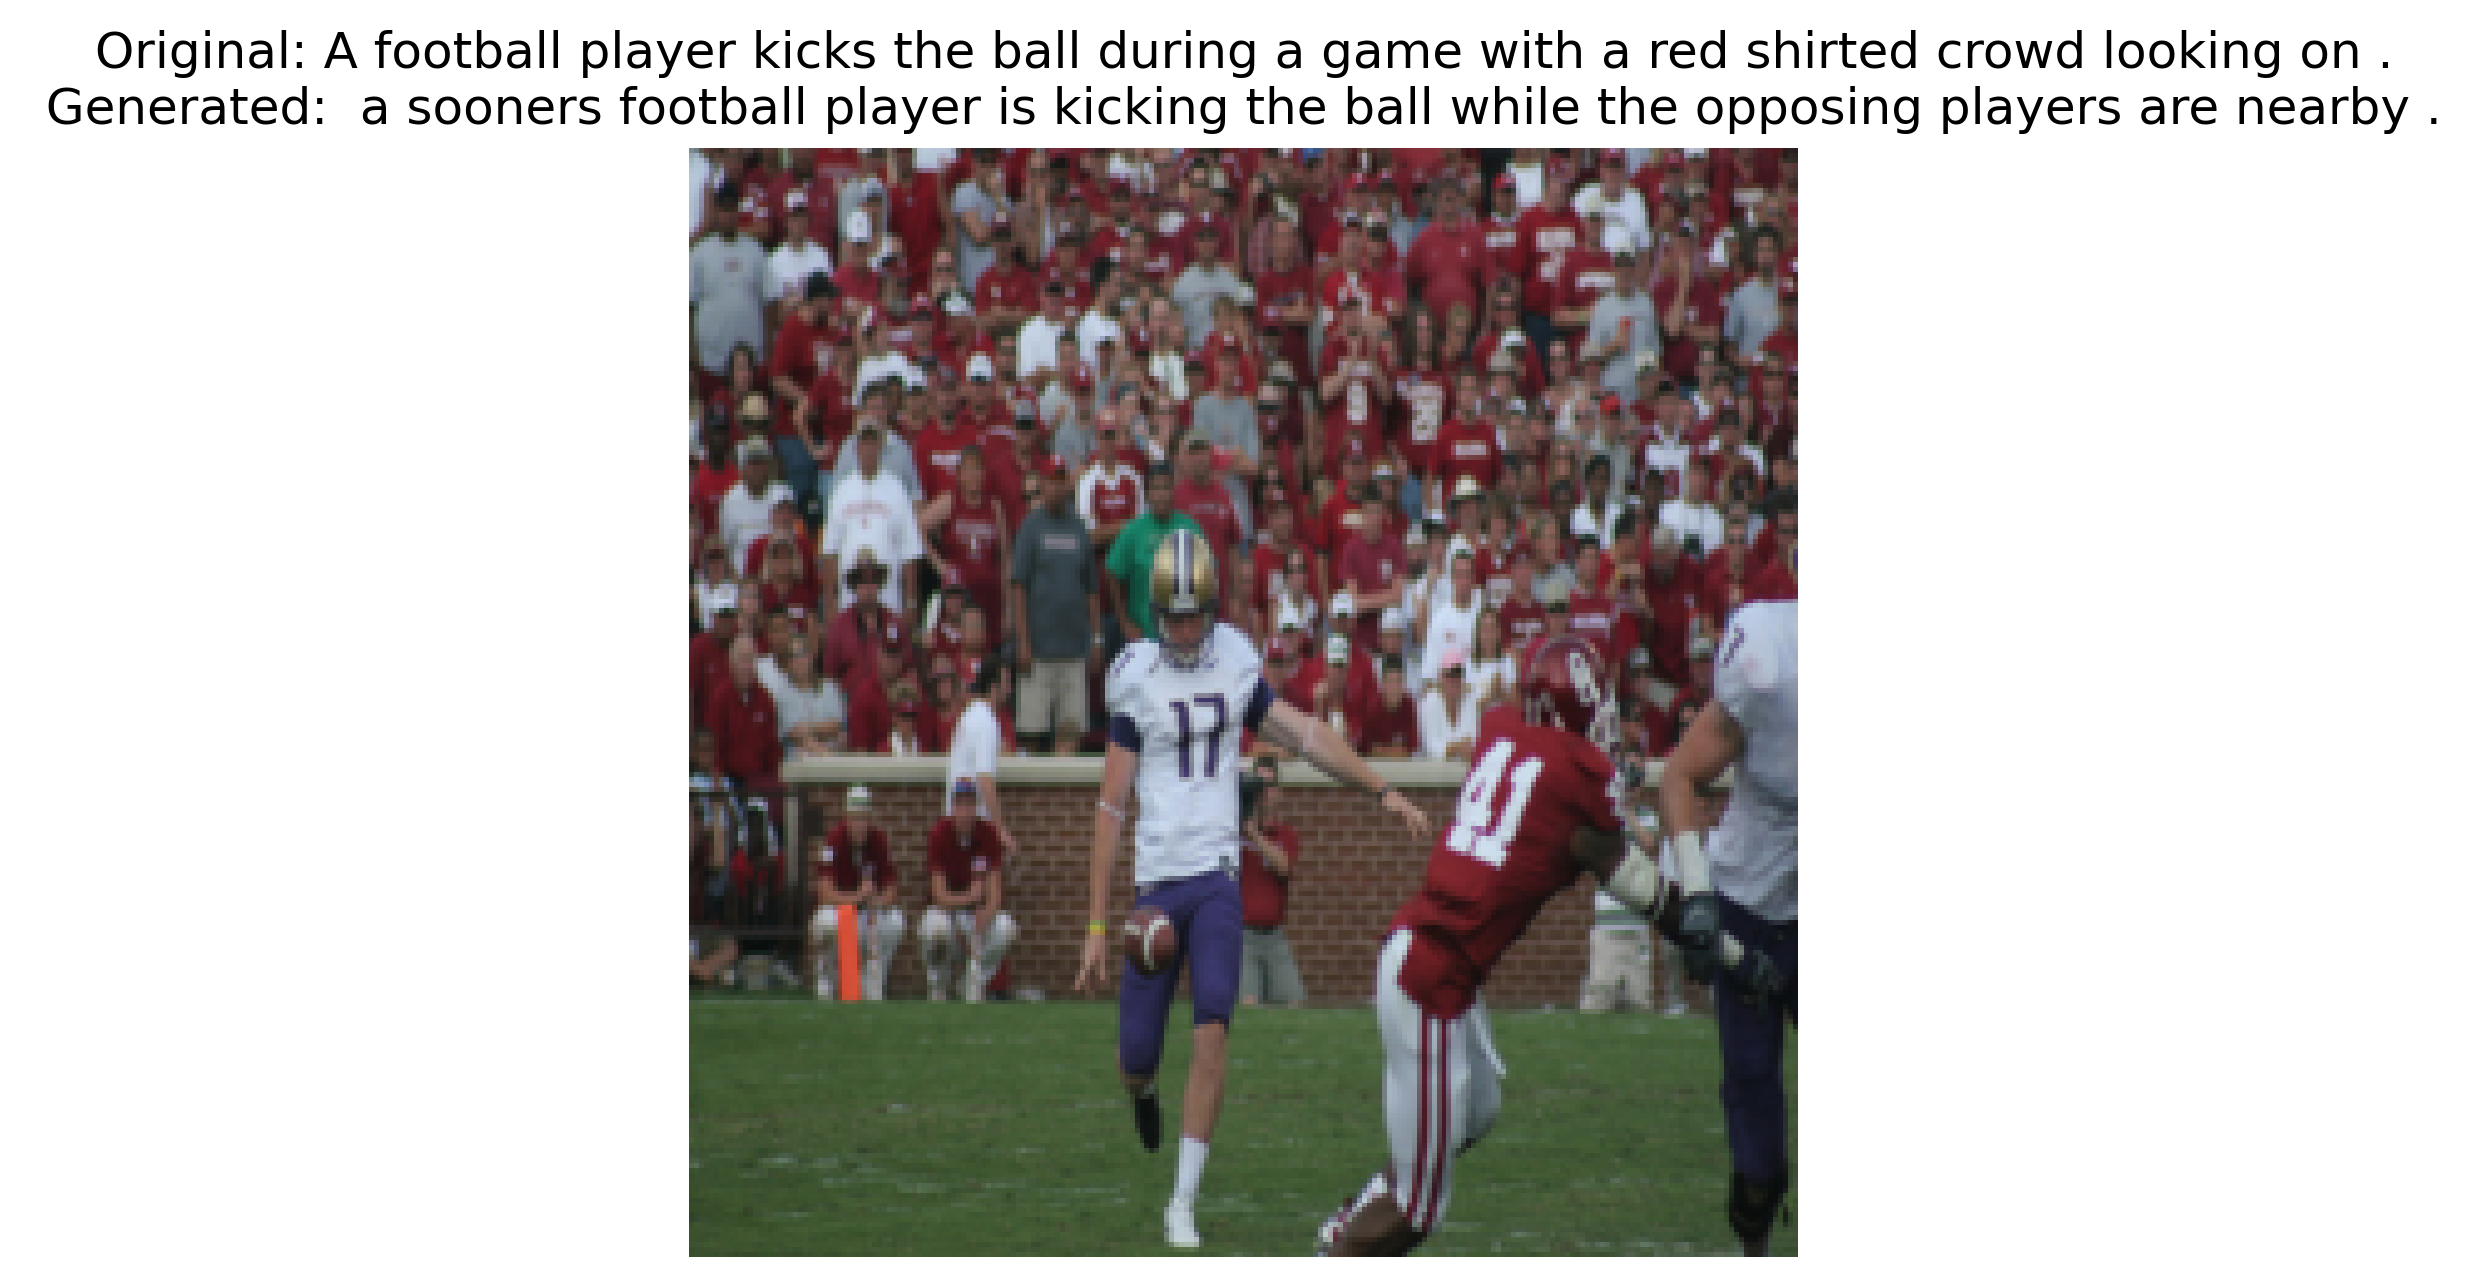 Original: A football player kicks the ball during a game with a red shirted crowd looking on .
Generated:  a sooners football player is kicking the ball while the opposing players are nearby .
17
41